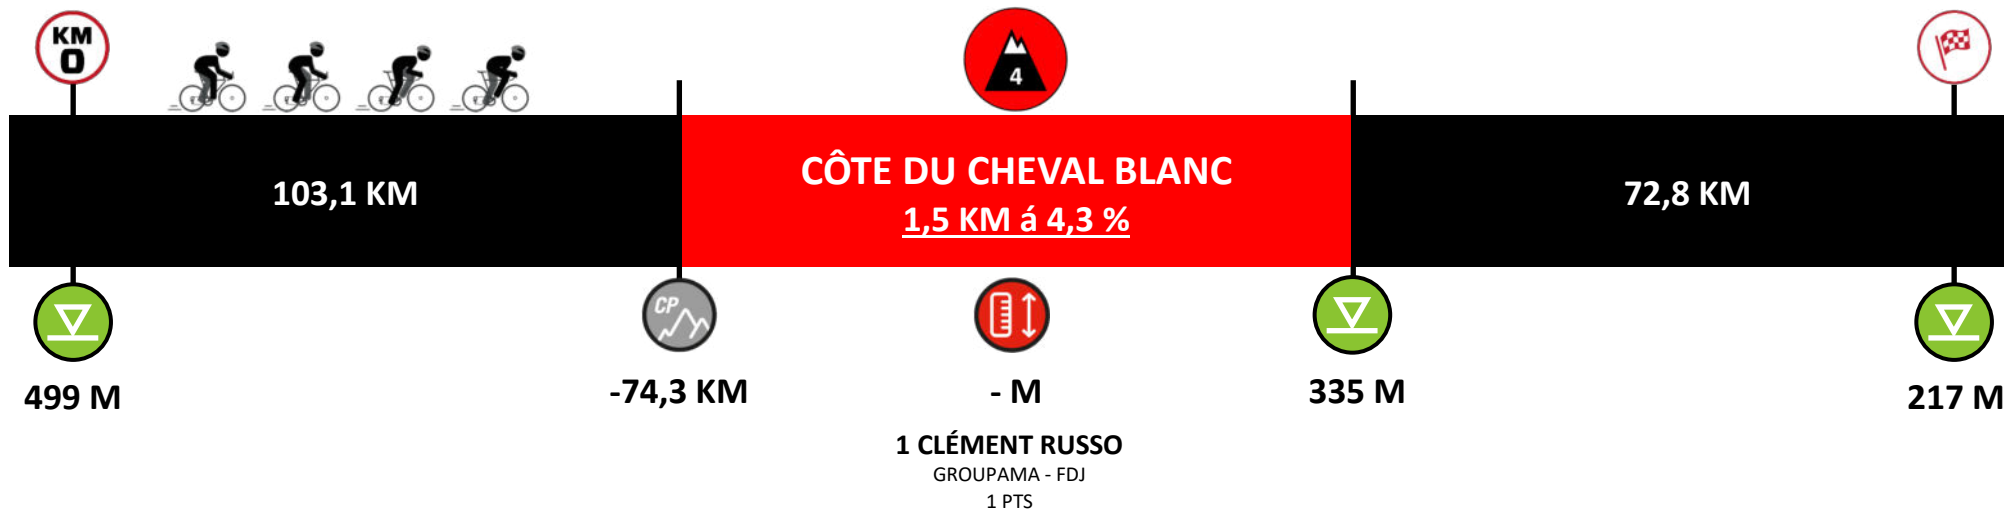 KM
0
4
103,1 KM
CÔTE DU CHEVAL BLANC
1,5 KM á 4,3 %
72,8 KM
CP
499 M
-74,3 KM
- M
335 M
217 M
1 CLÉMENT RUSSO
GROUPAMA - FDJ
1 PTS